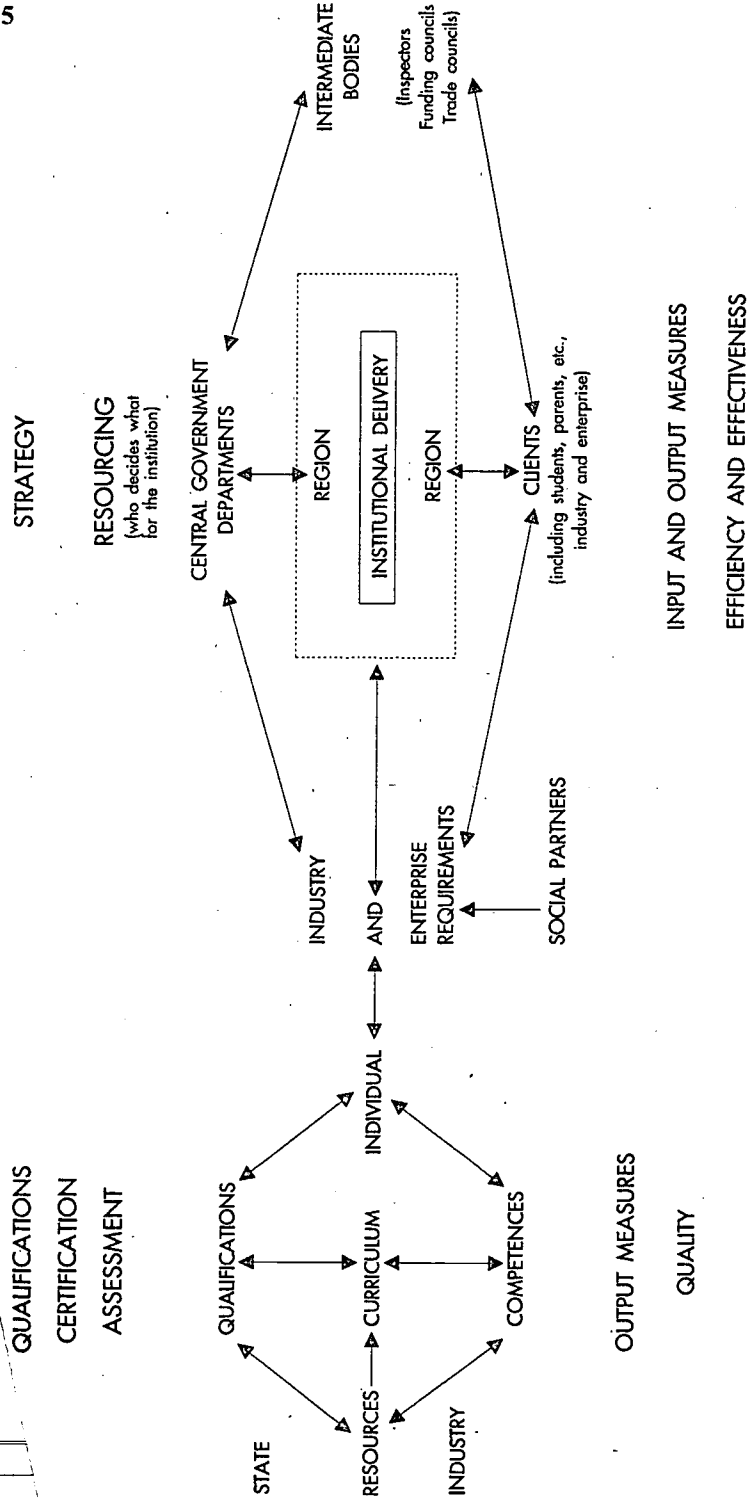 5
QUALIFICATIONS
CERTIFICATION
ASSESSMENT
STATE
RESOURCES
INDUSTRY
QUALIFICATIONS
CURRICULUM
COMPETENCES
INDIVIDUAL
OUTPUT MEASURES
QUALITY
STRATEGY
RESOURCING
(who decides what
for the institution)
INDUSTRY
AND
ENTERPRISE
REQUIREMENTS
SOCIAL PARTNERS
CENTRAL GOVERNMENT
DEPARTMENTS
REGION
INSTITUTIONAL DELIVERY
REGION
CLIENTS
(including students, parents, etc.,
industry and enterprise)
INTERMEDIATE
BODIES
(Inspectors
Funding councils
Trade councils)
INPUT AND OUTPUT MEASURES
EFFICIENCY AND EFFECTIVENESS